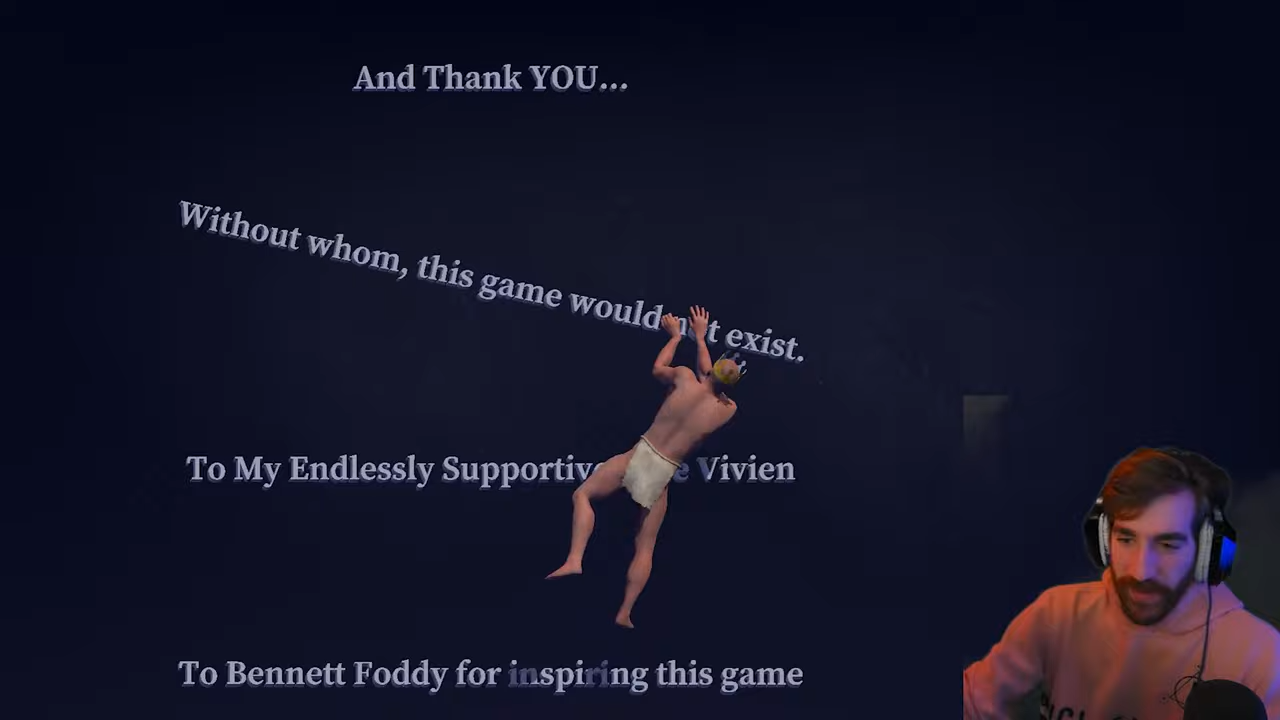 And Thank YOU...
Without whom, this game would not exist.
To My Endlessly Supportive Vivien
To Bennett Foddy for inspiring this game